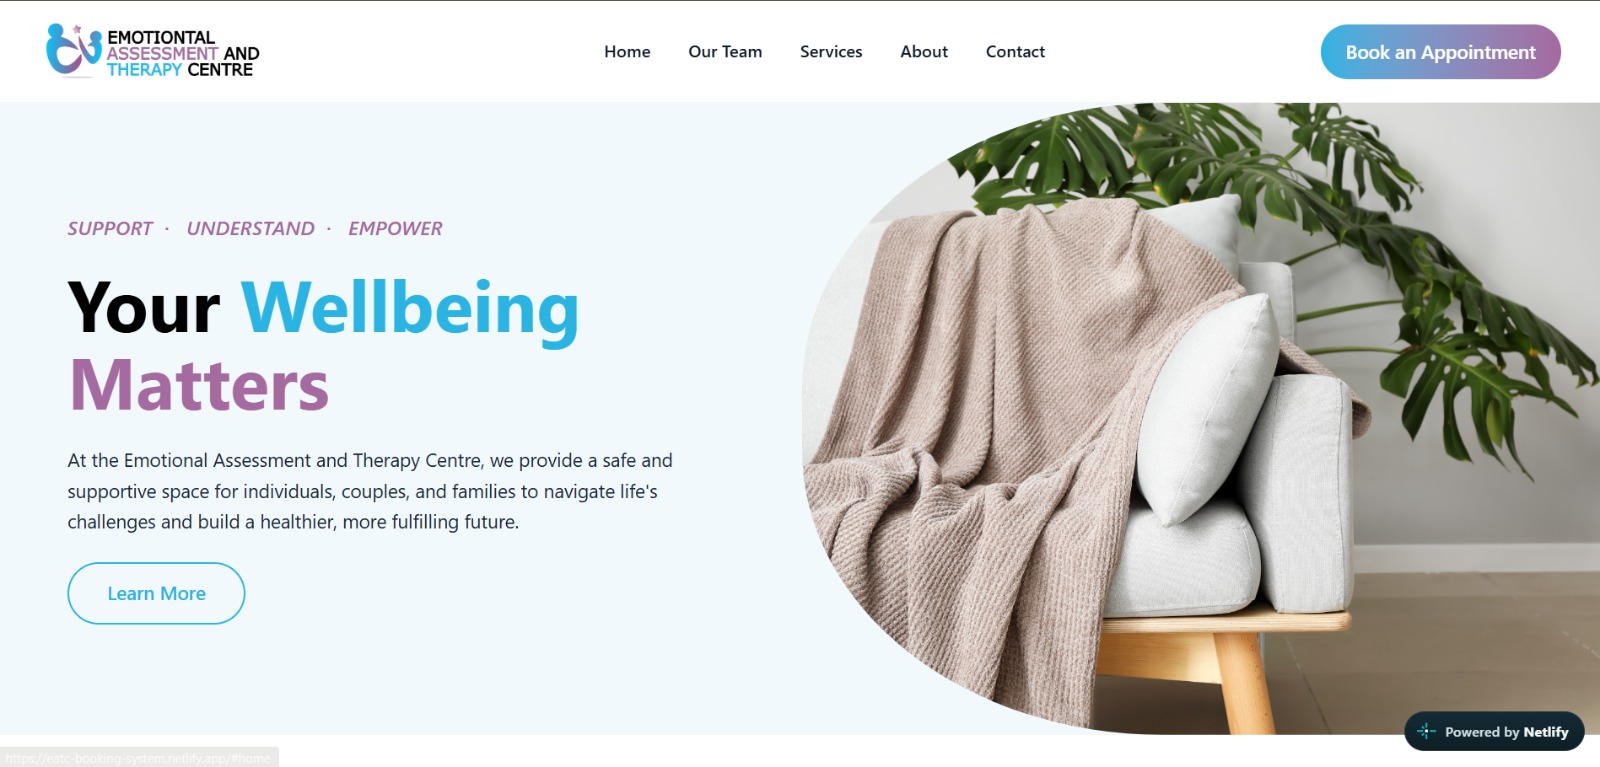 EMOTIONTAL
ASSESSMENT AND
THERAPY CENTRE
Home Our Team Services About Contact
Book an Appointment
SUPPORT · UNDERSTAND · EMPOWER
Your Wellbeing
Matters
At the Emotional Assessment and Therapy Centre, we provide a safe and
supportive space for individuals, couples, and families to navigate life's
challenges and build a healthier, more fulfilling future.
Learn More
Powered by Netlify
https://eatc-booking-system.netlify.app/#home